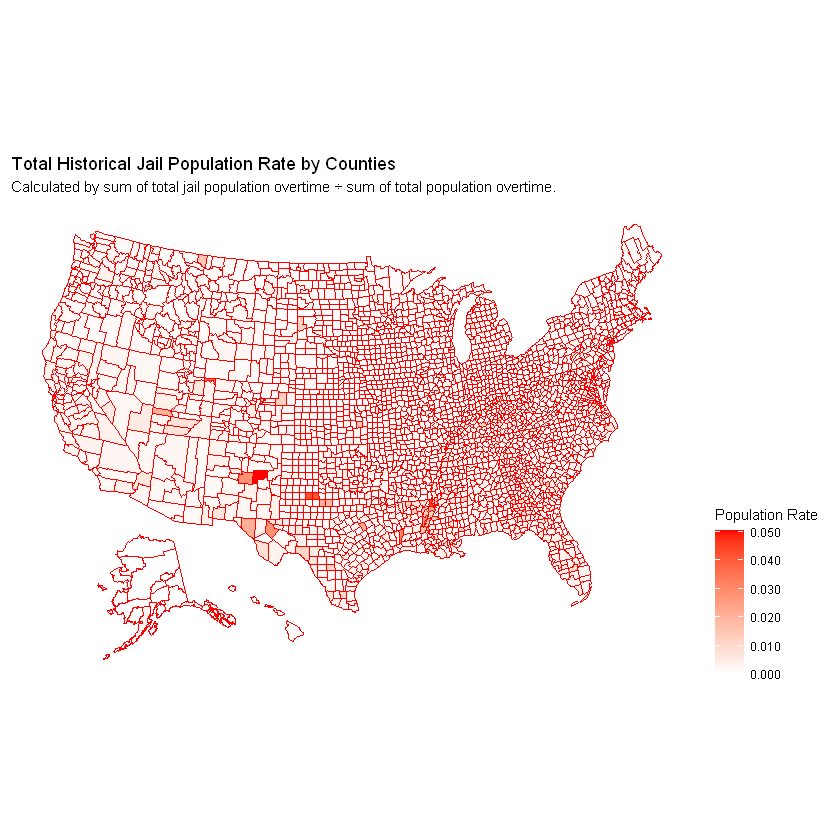 Total Historical Jail Population Rate by Counties
Calculated by sum of total jail population overtime ÷ sum of total population overtime.
Population Rate
0.050
0.040
0.030
0.020
0.010
0.000